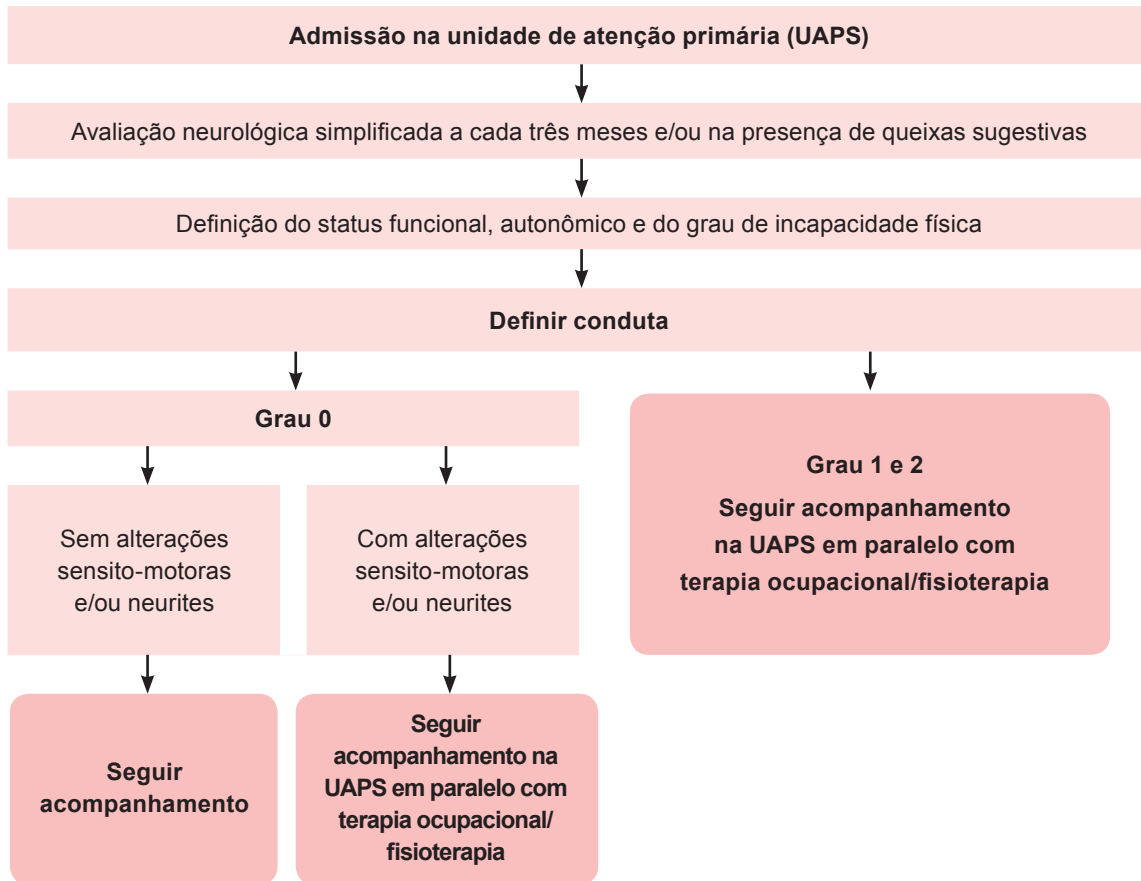 Admissão na unidade de atenção primária (UAPS)
Avaliação neurológica simplificada a cada três meses e/ou na presença de queixas sugestivas
Definição do status funcional, autonômico e do grau de incapacidade física
Definir conduta
Grau 0
Sem alterações
sensito-motoras
e/ou neurites
Com alterações
sensito-motoras
e/ou neurites
Grau 1 e 2
Seguir acompanhamento
na UAPS em paralelo com
terapia ocupacional/fisioterapia
Seguir
acompanhamento
Seguir
acompanhamento na
UAPS em paralelo com
terapia ocupacional/
fisioterapia